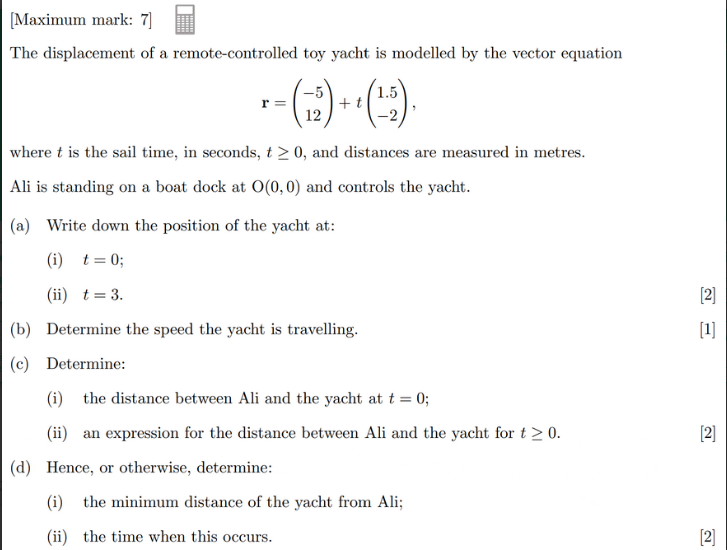 [Maximum mark: 7]
The displacement of a remote-controlled toy yacht is modelled by the vector equation
r = (−5 12) + t (1.5 −2),
where t is the sail time, in seconds, t ≥ 0, and distances are measured in metres.
Ali is standing on a boat dock at O(0, 0) and controls the yacht.
(a) Write down the position of the yacht at:
(i) t = 0;
(ii) t = 3. [2]
(b) Determine the speed the yacht is travelling. [1]
(c) Determine:
(i) the distance between Ali and the yacht at t = 0;
(ii) an expression for the distance between Ali and the yacht for t ≥ 0. [2]
(d) Hence, or otherwise, determine:
(i) the minimum distance of the yacht from Ali;
(ii) the time when this occurs. [2]